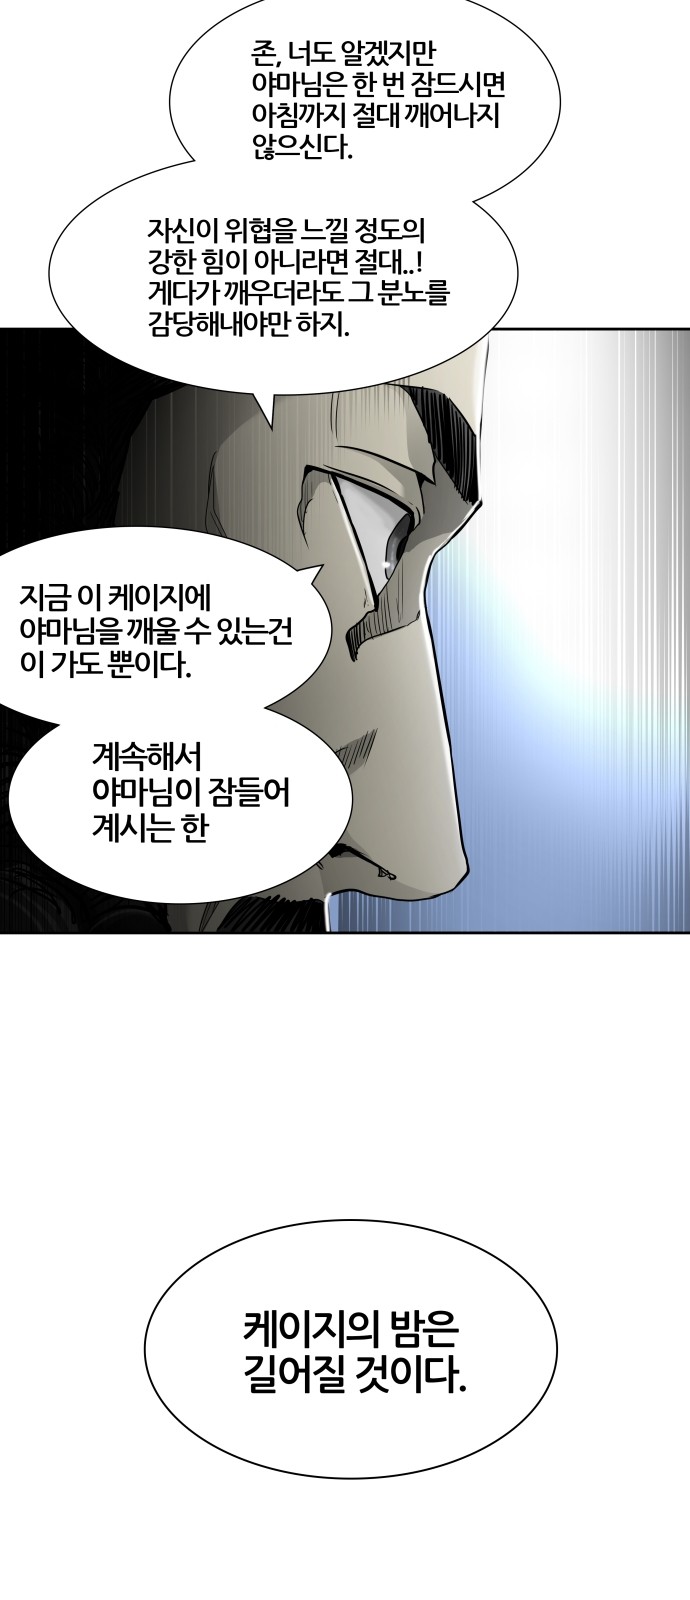 존, 너도 알겠지만
야마님은 한 번 잠드시면
아침까지 절대 깨어나지
않으신다.
자신이 위협을 느낄 정도의
강한 힘이 아니라면 절대..!
게다가 깨우더라도 그 분노를
감당해내야만 하지.
지금 이 케이지에
야마님을 깨울 수 있는건
이 가도 뿐이다.
계속해서
야마님이 잠들어
계시는 한
케이지의 밤은
길어질 것이다.